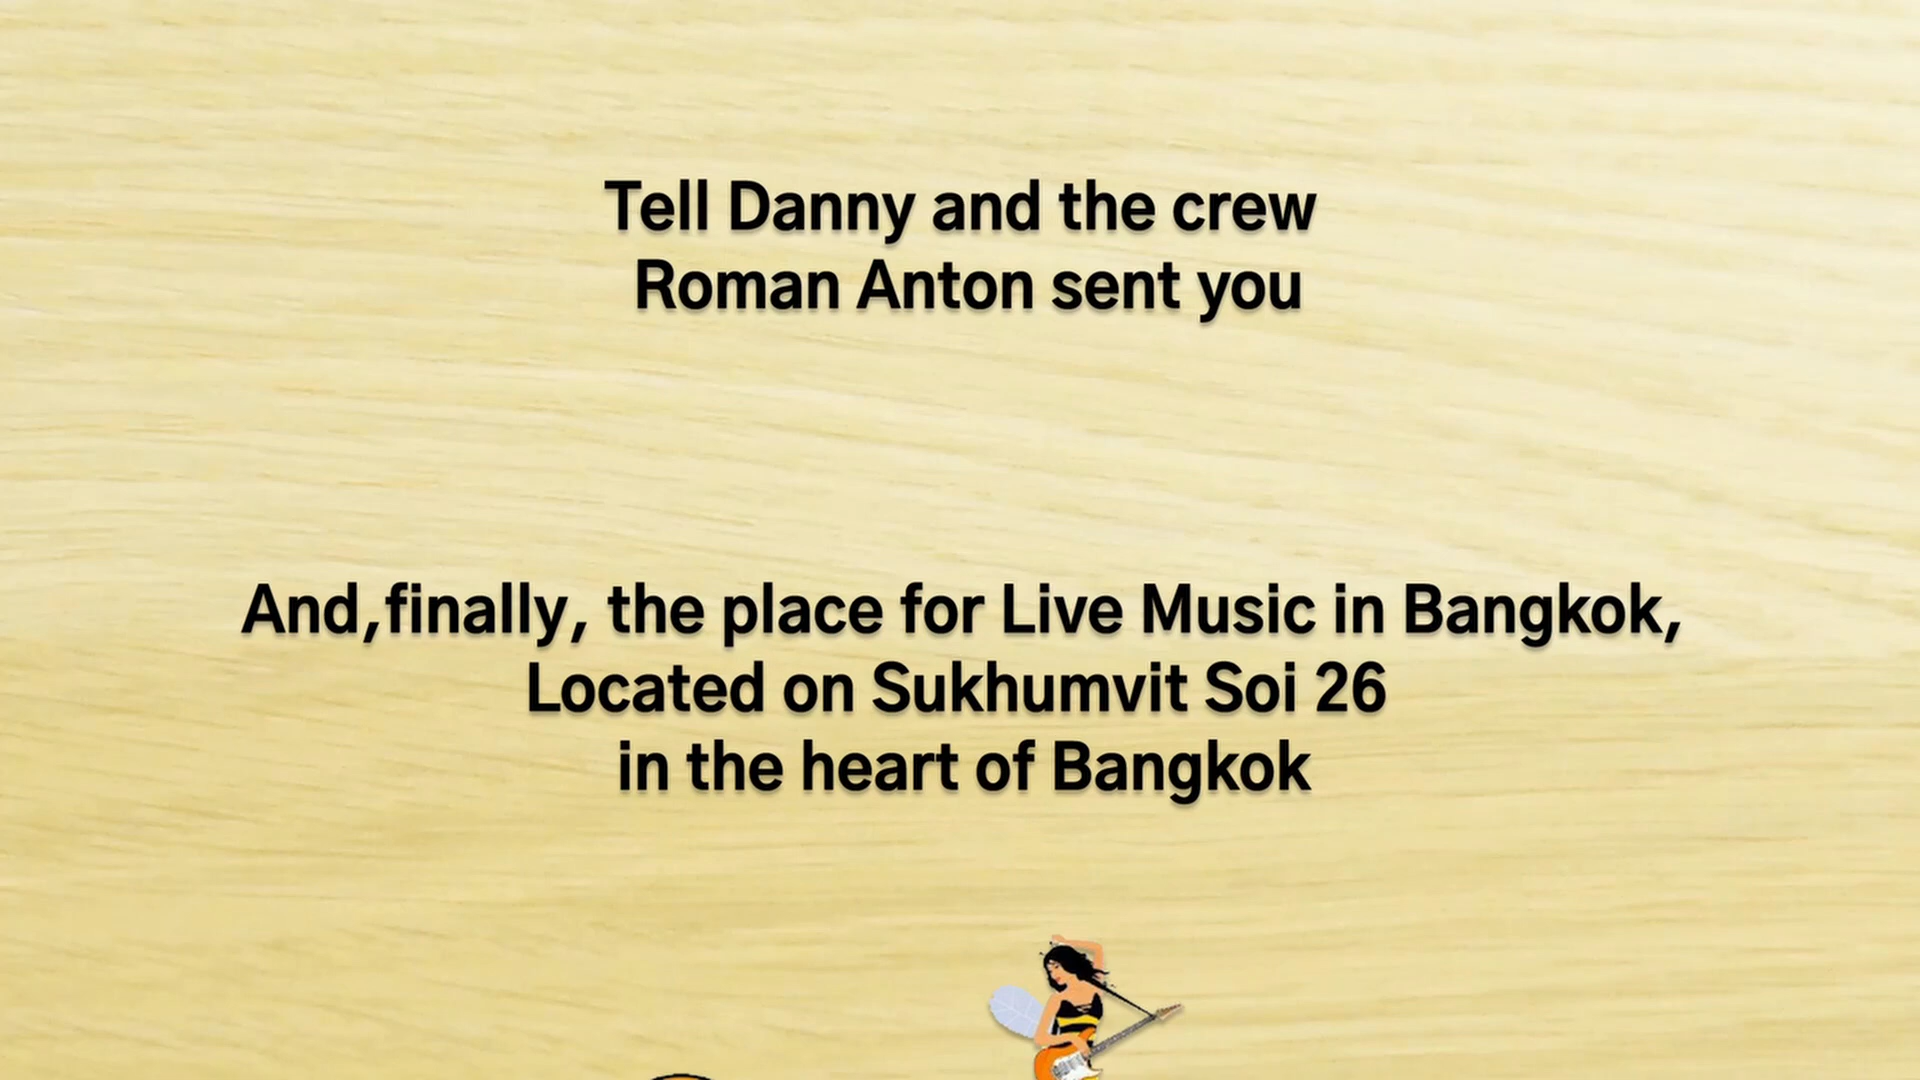 Tell Danny and the crew
Roman Anton sent you
And,finally, the place for Live Music in Bangkok,
Located on Sukhumvit Soi 26
in the heart of Bangkok